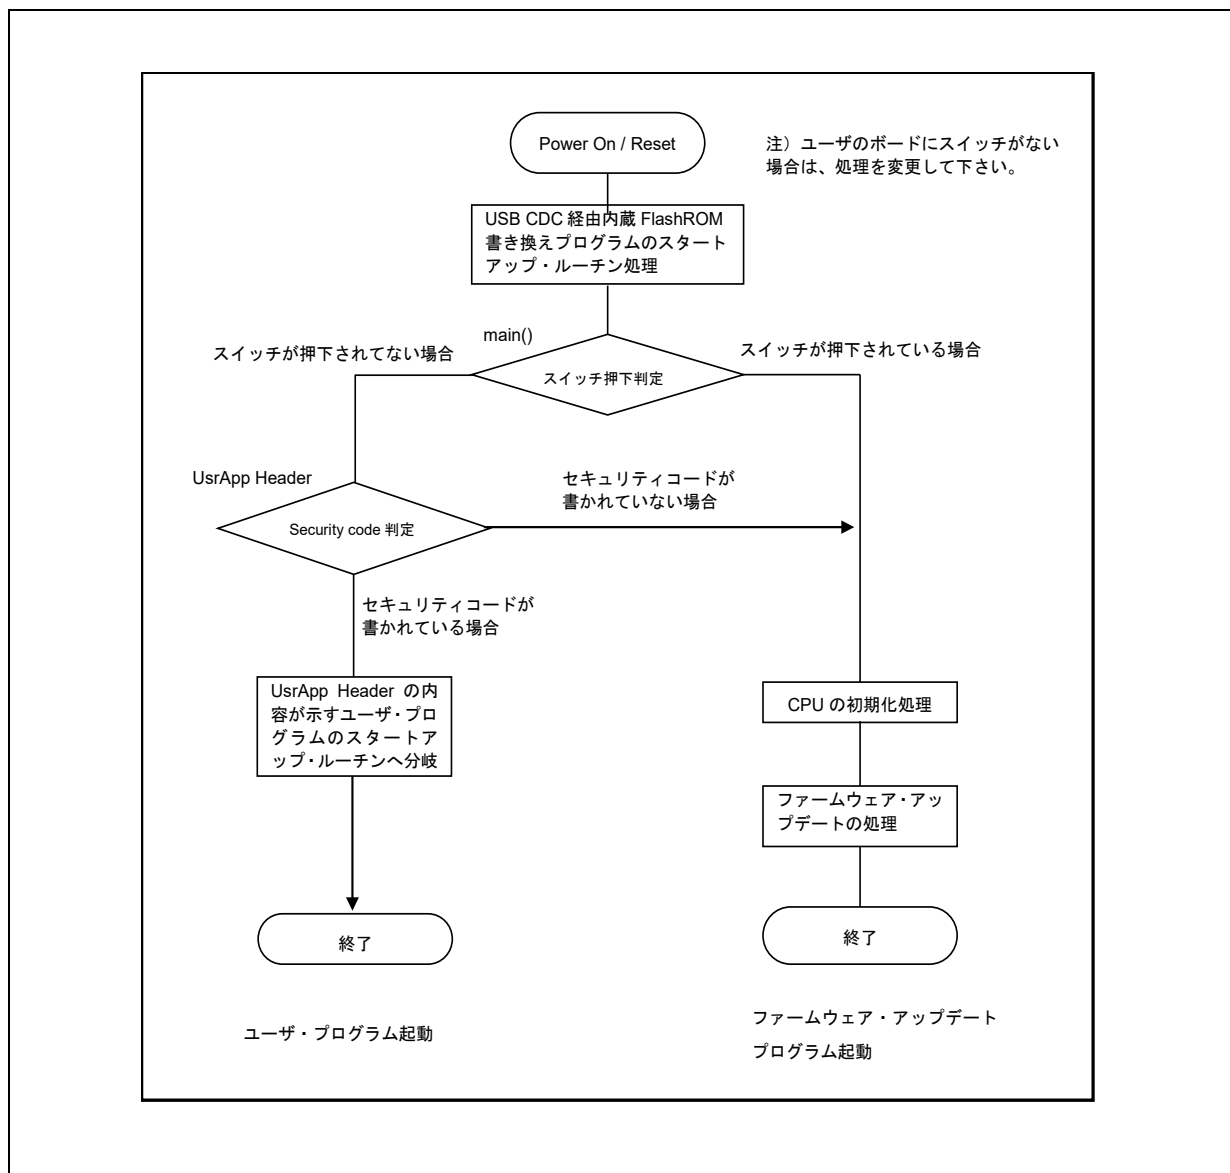 Power On / Reset
注）ユーザのボードにスイッチがない
場合は、処理を変更して下さい。
USB CDC 経由内蔵 FlashROM
書き換えプログラムのスタート
アップ・ルーチン処理
main()
スイッチが押下されてない場合
スイッチが押下されている場合
スイッチ押下判定
UsrApp Header
セキュリティコードが
書かれていない場合
Security code 判定
セキュリティコードが
書かれている場合
UsrApp Header の内
容が示すユーザ・プロ
グラムのスタートア
ップ・ルーチンへ分岐
CPU の初期化処理
ファームウェア・アッ
プデートの処理
終了
終了
ユーザ・プログラム起動
ファームウェア・アップデート
プログラム起動